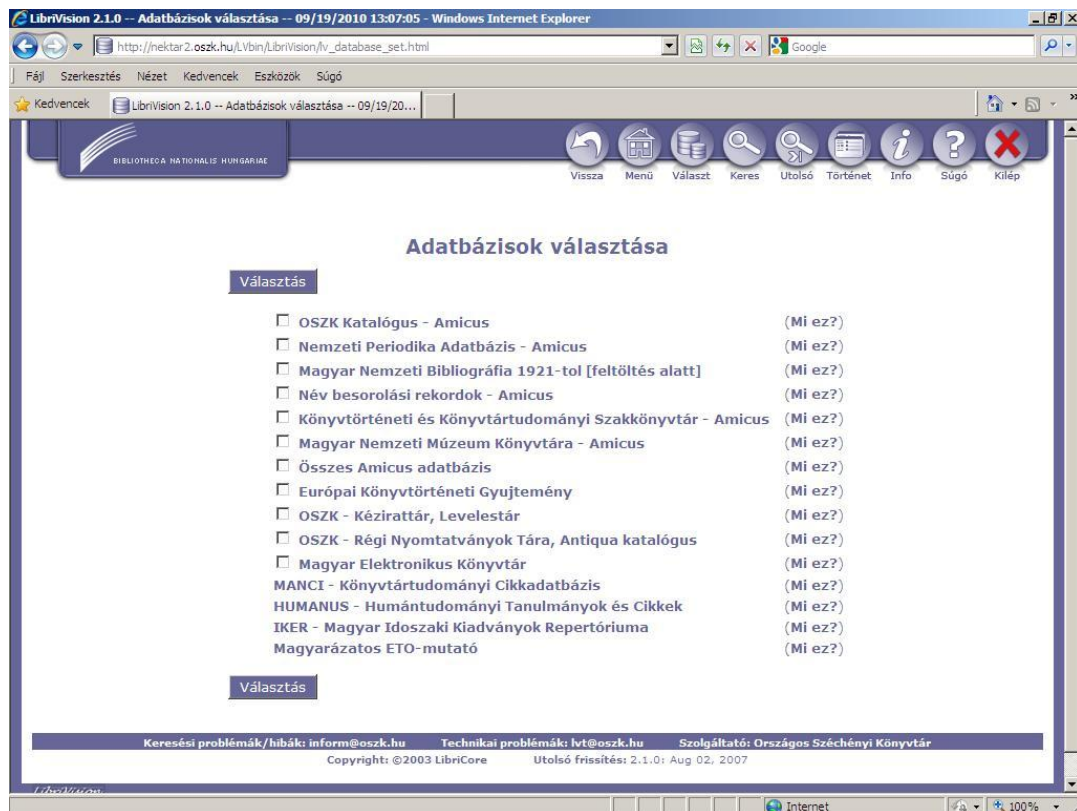 LibriVision 2.1.0 -- Adatbázisok választása -- 09/19/2010 13:07:05 - Windows Internet Explorer
http://nektar2.oszk.hu/LVbin/LibriVision/lv_database_set.html
Google
Fájl Szerkesztés Nézet Kedvencek Eszközök Súgó
Kedvencek LibriVision 2.1.0 -- Adatbázisok választása -- 09/19/20...
BIBLIOTHECA NATIONALIS HUNGARIAE
Vissza Menü Választ Keres Utolsó Történet Info Súgó Kilép
Adatbázisok választása
Választás
OSZK Katalógus - Amicus (Mi ez?)
Nemzeti Periodika Adatbázis - Amicus (Mi ez?)
Magyar Nemzeti Bibliográfia 1921-tol [feltöltés alatt] (Mi ez?)
Név besorolási rekordok - Amicus (Mi ez?)
Könyvtörténeti és Könyvtártudományi Szakkönyvtár - Amicus (Mi ez?)
Magyar Nemzeti Múzeum Könyvtára - Amicus (Mi ez?)
Összes Amicus adatbázis (Mi ez?)
Európai Könyvtörténeti Gyujtemény (Mi ez?)
OSZK - Kézirattár, Levelestár (Mi ez?)
OSZK - Régi Nyomtatványok Tára, Antiqua katalógus (Mi ez?)
Magyar Elektronikus Könyvtár (Mi ez?)
MANCI - Könyvtártudományi Cikkadatbázis (Mi ez?)
HUMANUS - Humántudományi Tanulmányok és Cikkek (Mi ez?)
IKER - Magyar Idoszaki Kiadványok Repertóriuma (Mi ez?)
Magyarázatos ETO-mutató (Mi ez?)
Választás
Keresési problémák/hibák: inform@oszk.hu Technikai problémák: lvt@oszk.hu Szolgáltató: Országos Széchényi Könyvtár
Copyright: ©2003 LibriCore Utolsó frissítés: 2.1.0: Aug 02, 2007
LibriVision
Internet 100%